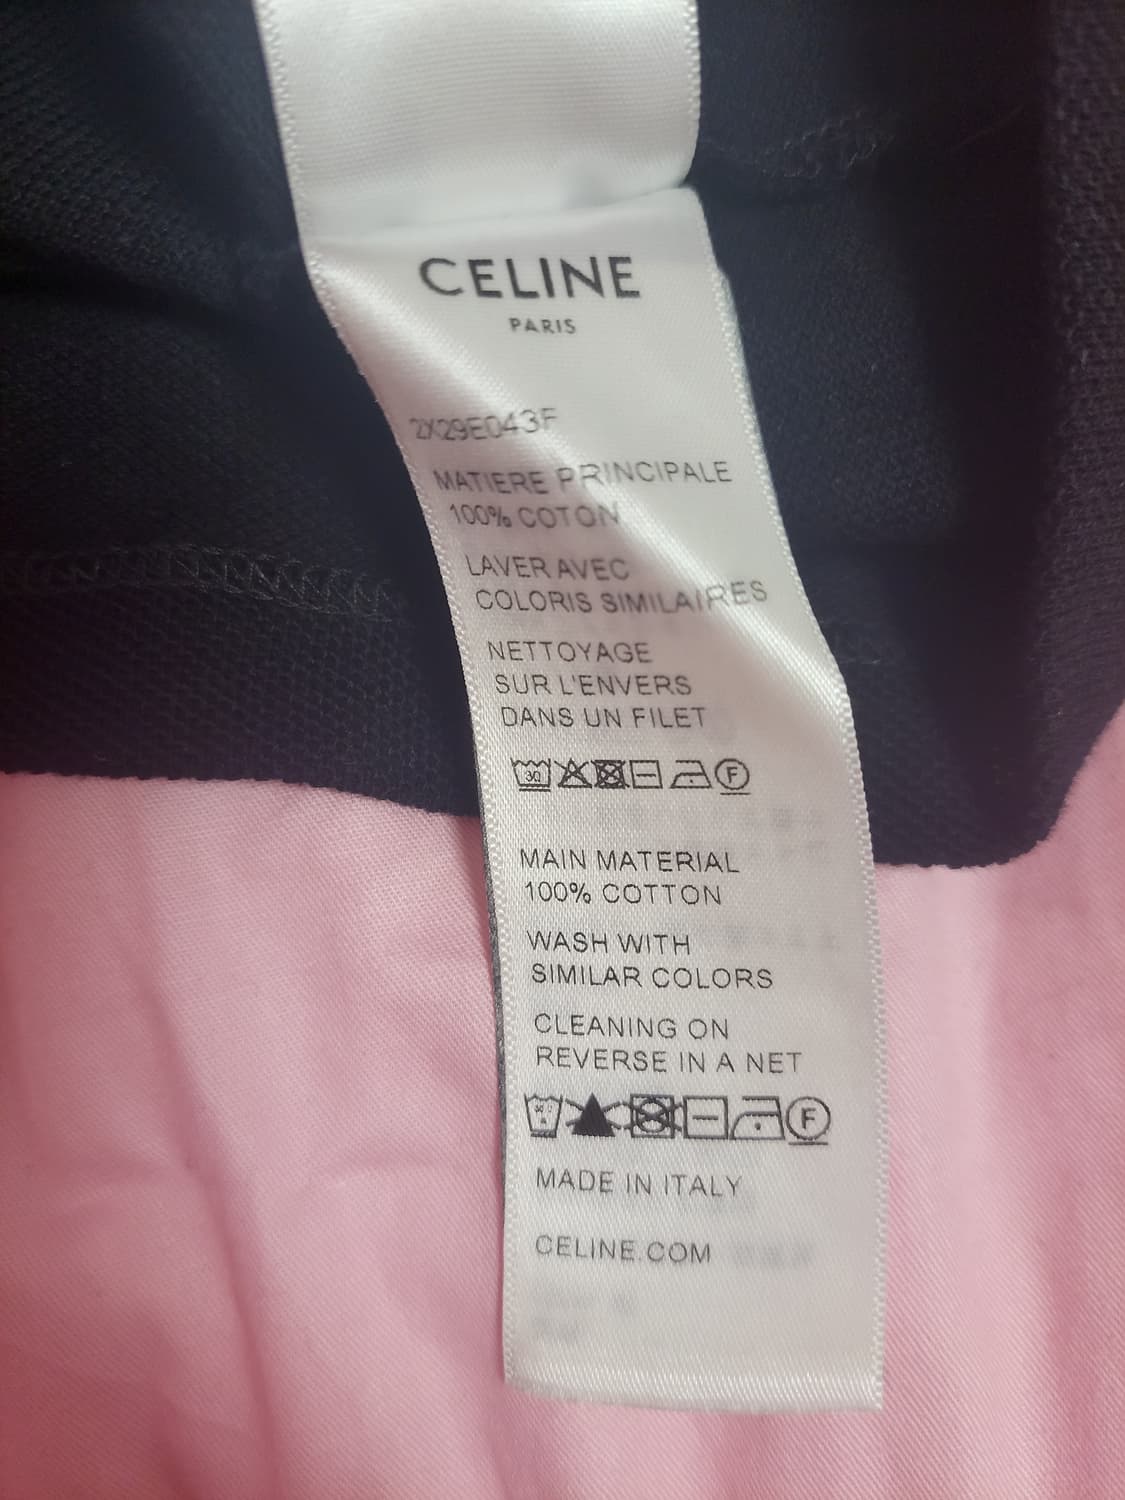 CELINE
PARIS
2X29E043F
MATIERE PRINCIPALE
100% COTON
LAVER AVEC
COLORIS SIMILAIRES
NETTOYAGE
SUR L'ENVERS
DANS UN FILET
30 F
MAIN MATERIAL
100% COTTON
WASH WITH
SIMILAR COLORS
CLEANING ON
REVERSE IN A NET
F
MADE IN ITALY
CELINE.COM